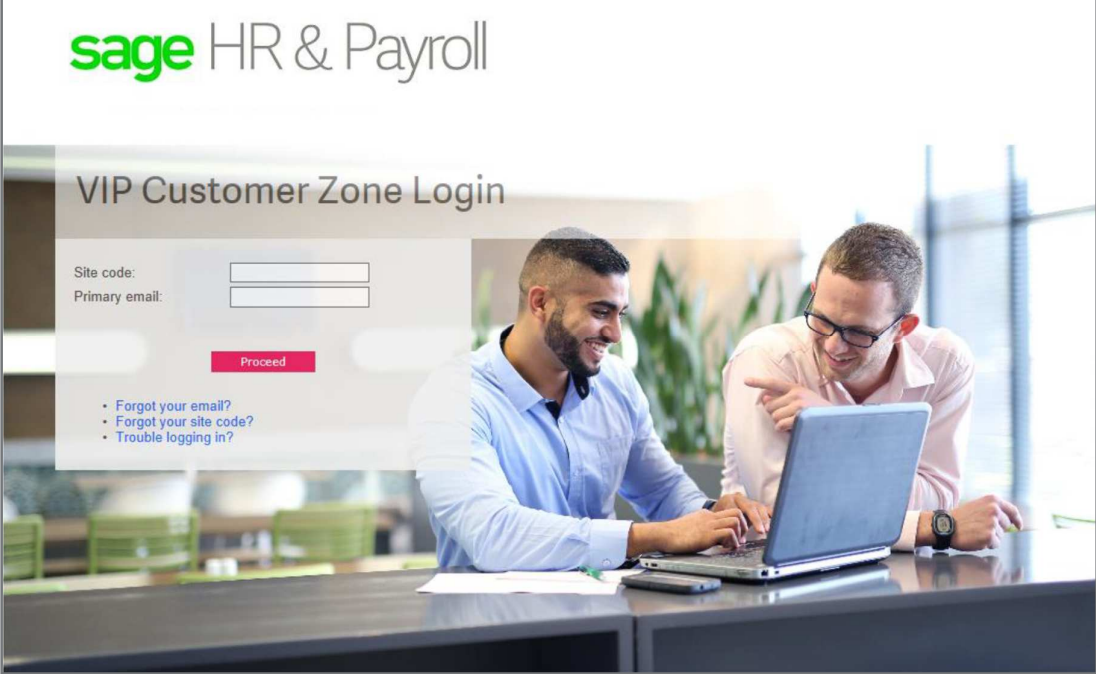 sage HR & Payroll
VIP Customer Zone Login
Site code:
Primary email:
Proceed
• Forgot your email?
• Forgot your site code?
• Trouble logging in?